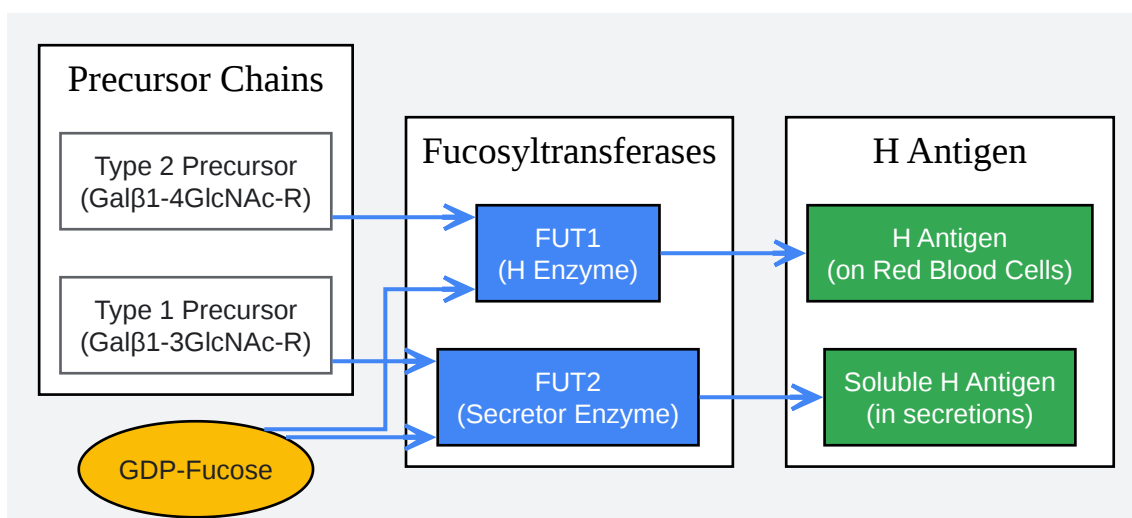 Precursor Chains
Type 2 Precursor
(Galβ1-4GlcNAc-R)
Type 1 Precursor
(Galβ1-3GlcNAc-R)
GDP-Fucose
Fucosyltransferases
FUT1
(H Enzyme)
FUT2
(Secretor Enzyme)
H Antigen
H Antigen
(on Red Blood Cells)
Soluble H Antigen
(in secretions)